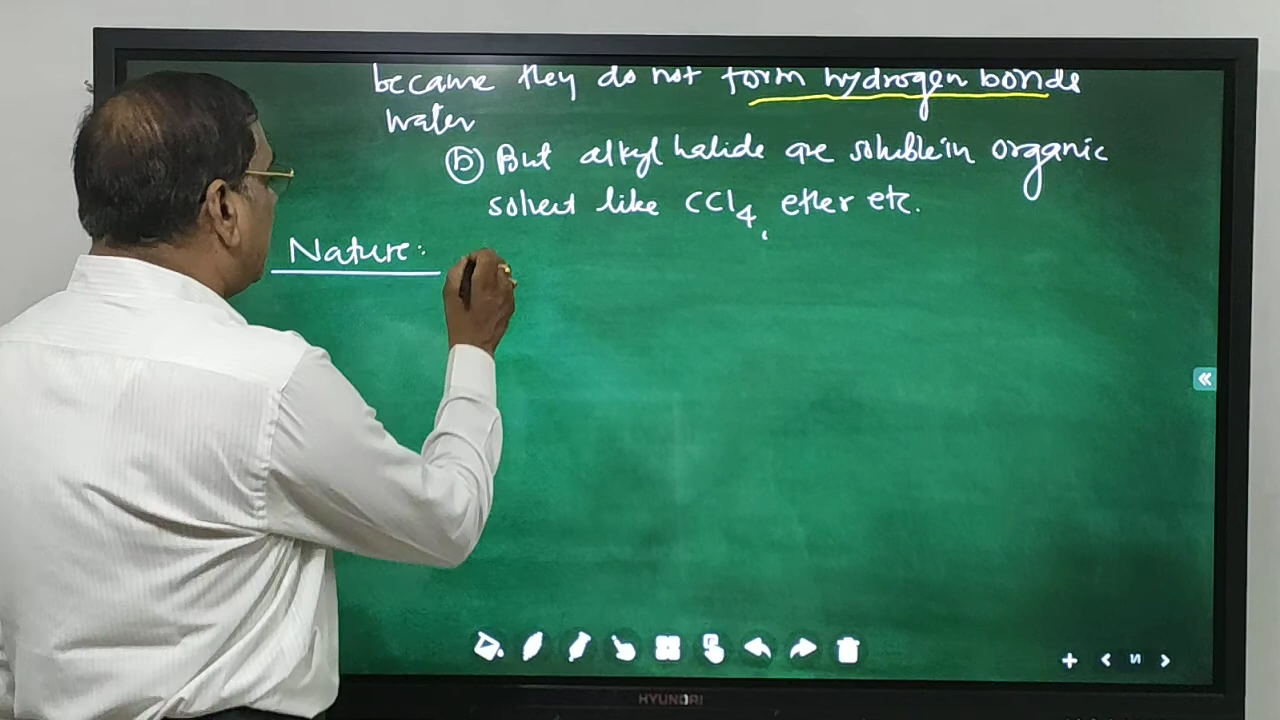 became they do not form hydrogen bonds
water
(b) But alkyl halide are soluble in organic
solvent like CCl4, ether etc.
Nature:
HYUNDAI